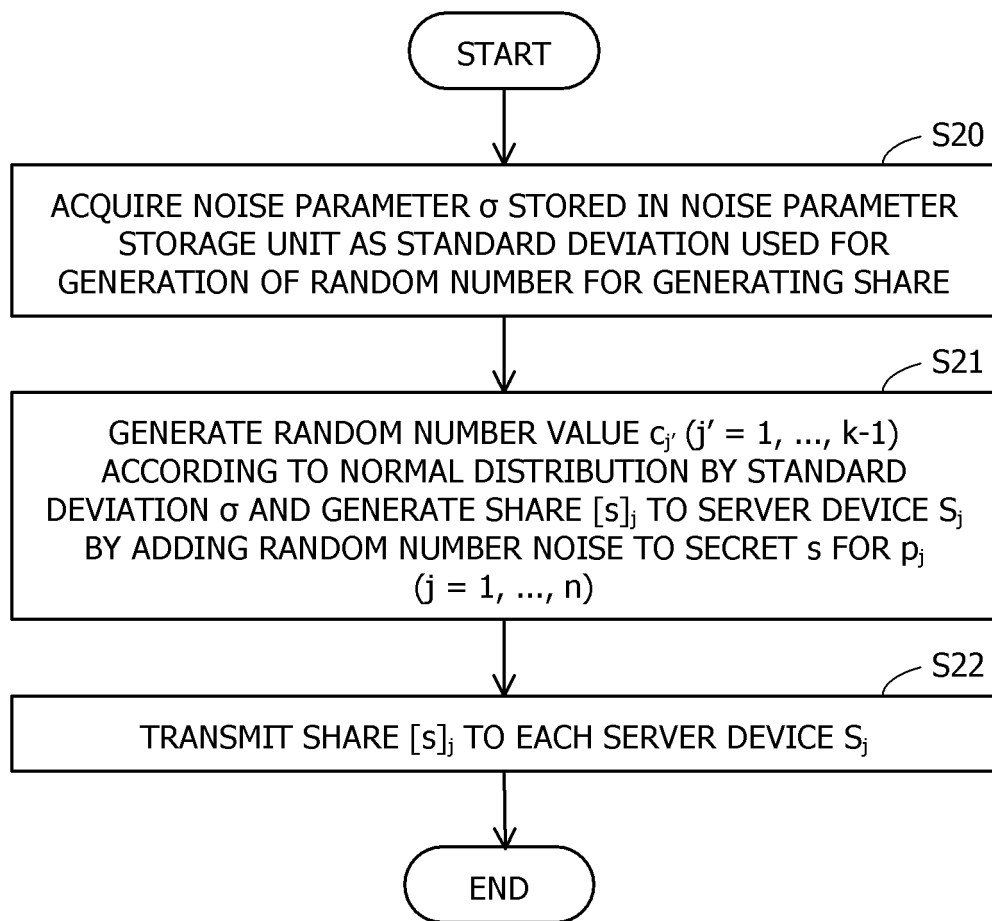 START
S20
ACQUIRE NOISE PARAMETER σ STORED IN NOISE PARAMETER
STORAGE UNIT AS STANDARD DEVIATION USED FOR
GENERATION OF RANDOM NUMBER FOR GENERATING SHARE
S21
GENERATE RANDOM NUMBER VALUE cⱼ' (j' = 1, ..., k-1)
ACCORDING TO NORMAL DISTRIBUTION BY STANDARD
DEVIATION σ AND GENERATE SHARE [s]ⱼ TO SERVER DEVICE Sⱼ
BY ADDING RANDOM NUMBER NOISE TO SECRET s FOR pⱼ
(j = 1, ..., n)
S22
TRANSMIT SHARE [s]ⱼ TO EACH SERVER DEVICE Sⱼ
END